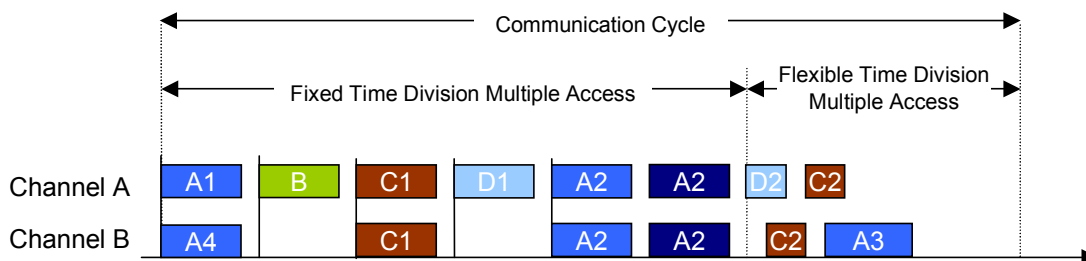 Communication Cycle
Fixed Time Division Multiple Access
Flexible Time Division
Multiple Access
Channel A A1 B C1 D1 A2 A2 D2 C2
Channel B A4 C1 A2 A2 C2 A3